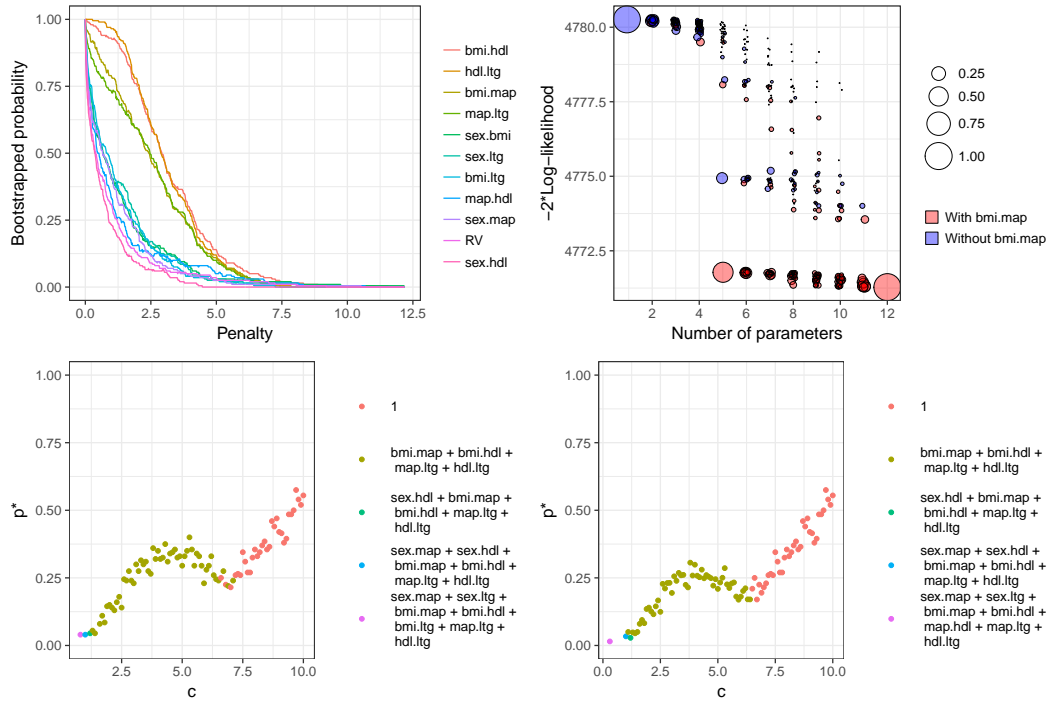 1.00
0.75
0.50
0.25
0.00
Bootstrapped probability
0.0
2.5
5.0
7.5
10.0
12.5
Penalty
bmi.hdl
hdl.ltg
bmi.map
map.ltg
sex.bmi
sex.ltg
bmi.ltg
map.hdl
sex.map
RV
sex.hdl
4780.0
4777.5
4775.0
4772.5
−2*Log−likelihood
2
4
6
8
10
12
Number of parameters
0.25
0.50
0.75
1.00
With bmi.map
Without bmi.map
1.00
0.75
0.50
0.25
0.00
p*
2.5
5.0
7.5
10.0
c
1
bmi.map + bmi.hdl +
map.ltg + hdl.ltg
sex.hdl + bmi.map +
bmi.hdl + map.ltg +
hdl.ltg
sex.map + sex.hdl +
bmi.map + bmi.hdl +
map.ltg + hdl.ltg
sex.map + sex.ltg +
bmi.map + bmi.hdl +
bmi.ltg + map.ltg +
hdl.ltg
1.00
0.75
0.50
0.25
0.00
p*
0.0
2.5
5.0
7.5
10.0
c
1
bmi.map + bmi.hdl +
map.ltg + hdl.ltg
sex.hdl + bmi.map +
bmi.hdl + map.ltg +
hdl.ltg
sex.map + sex.hdl +
bmi.map + bmi.hdl +
map.ltg + hdl.ltg
sex.map + sex.ltg +
bmi.map + bmi.hdl +
map.hdl + map.ltg +
hdl.ltg